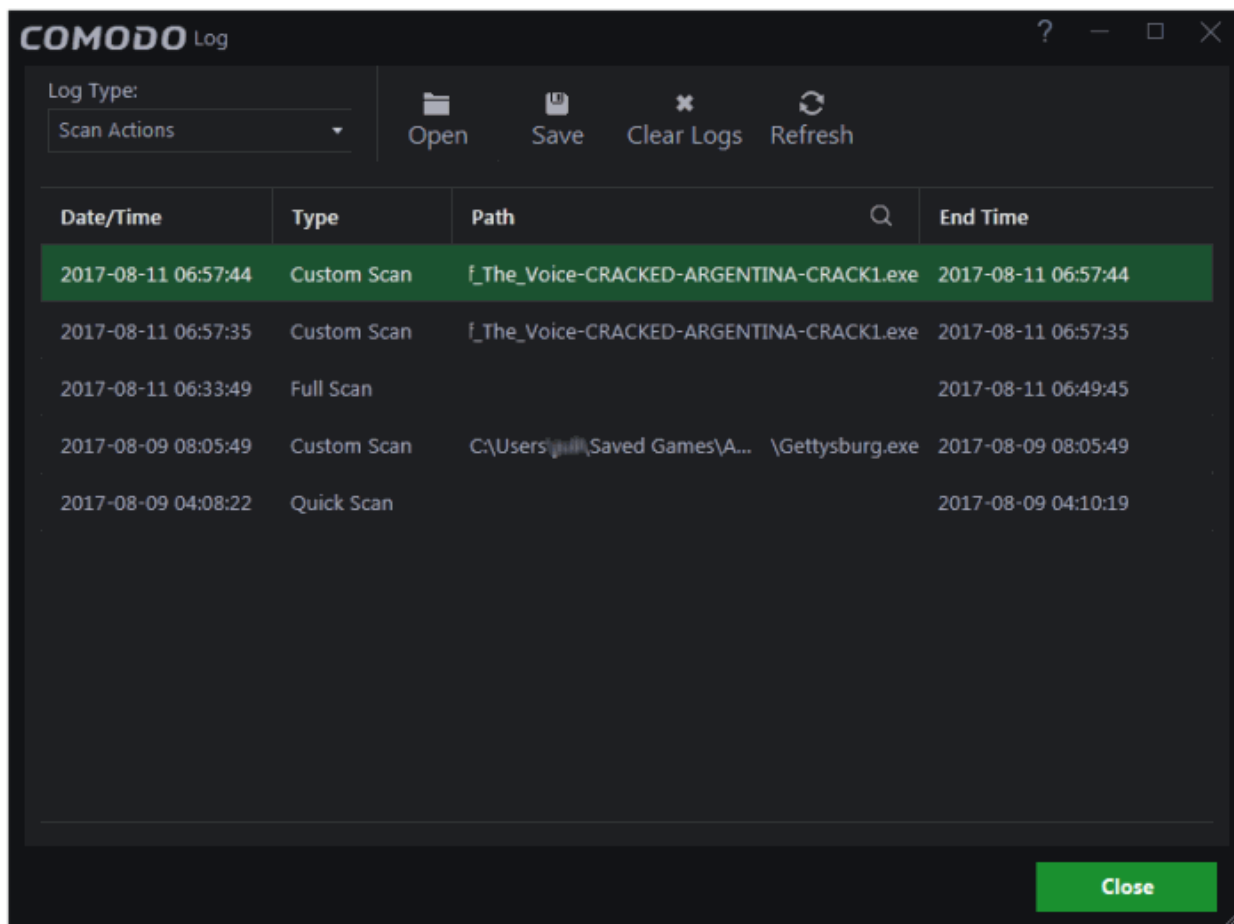 COMODO Log ?
Log Type:
Scan Actions
Open Save Clear Logs Refresh
Date/Time Type Path End Time
2017-08-11 06:57:44 Custom Scan f_The_Voice-CRACKED-ARGENTINA-CRACK1.exe 2017-08-11 06:57:44
2017-08-11 06:57:35 Custom Scan f_The_Voice-CRACKED-ARGENTINA-CRACK1.exe 2017-08-11 06:57:35
2017-08-11 06:33:49 Full Scan 2017-08-11 06:49:45
2017-08-09 08:05:49 Custom Scan C:\Users\ \Saved Games\A... \Gettysburg.exe 2017-08-09 08:05:49
2017-08-09 04:08:22 Quick Scan 2017-08-09 04:10:19
Close